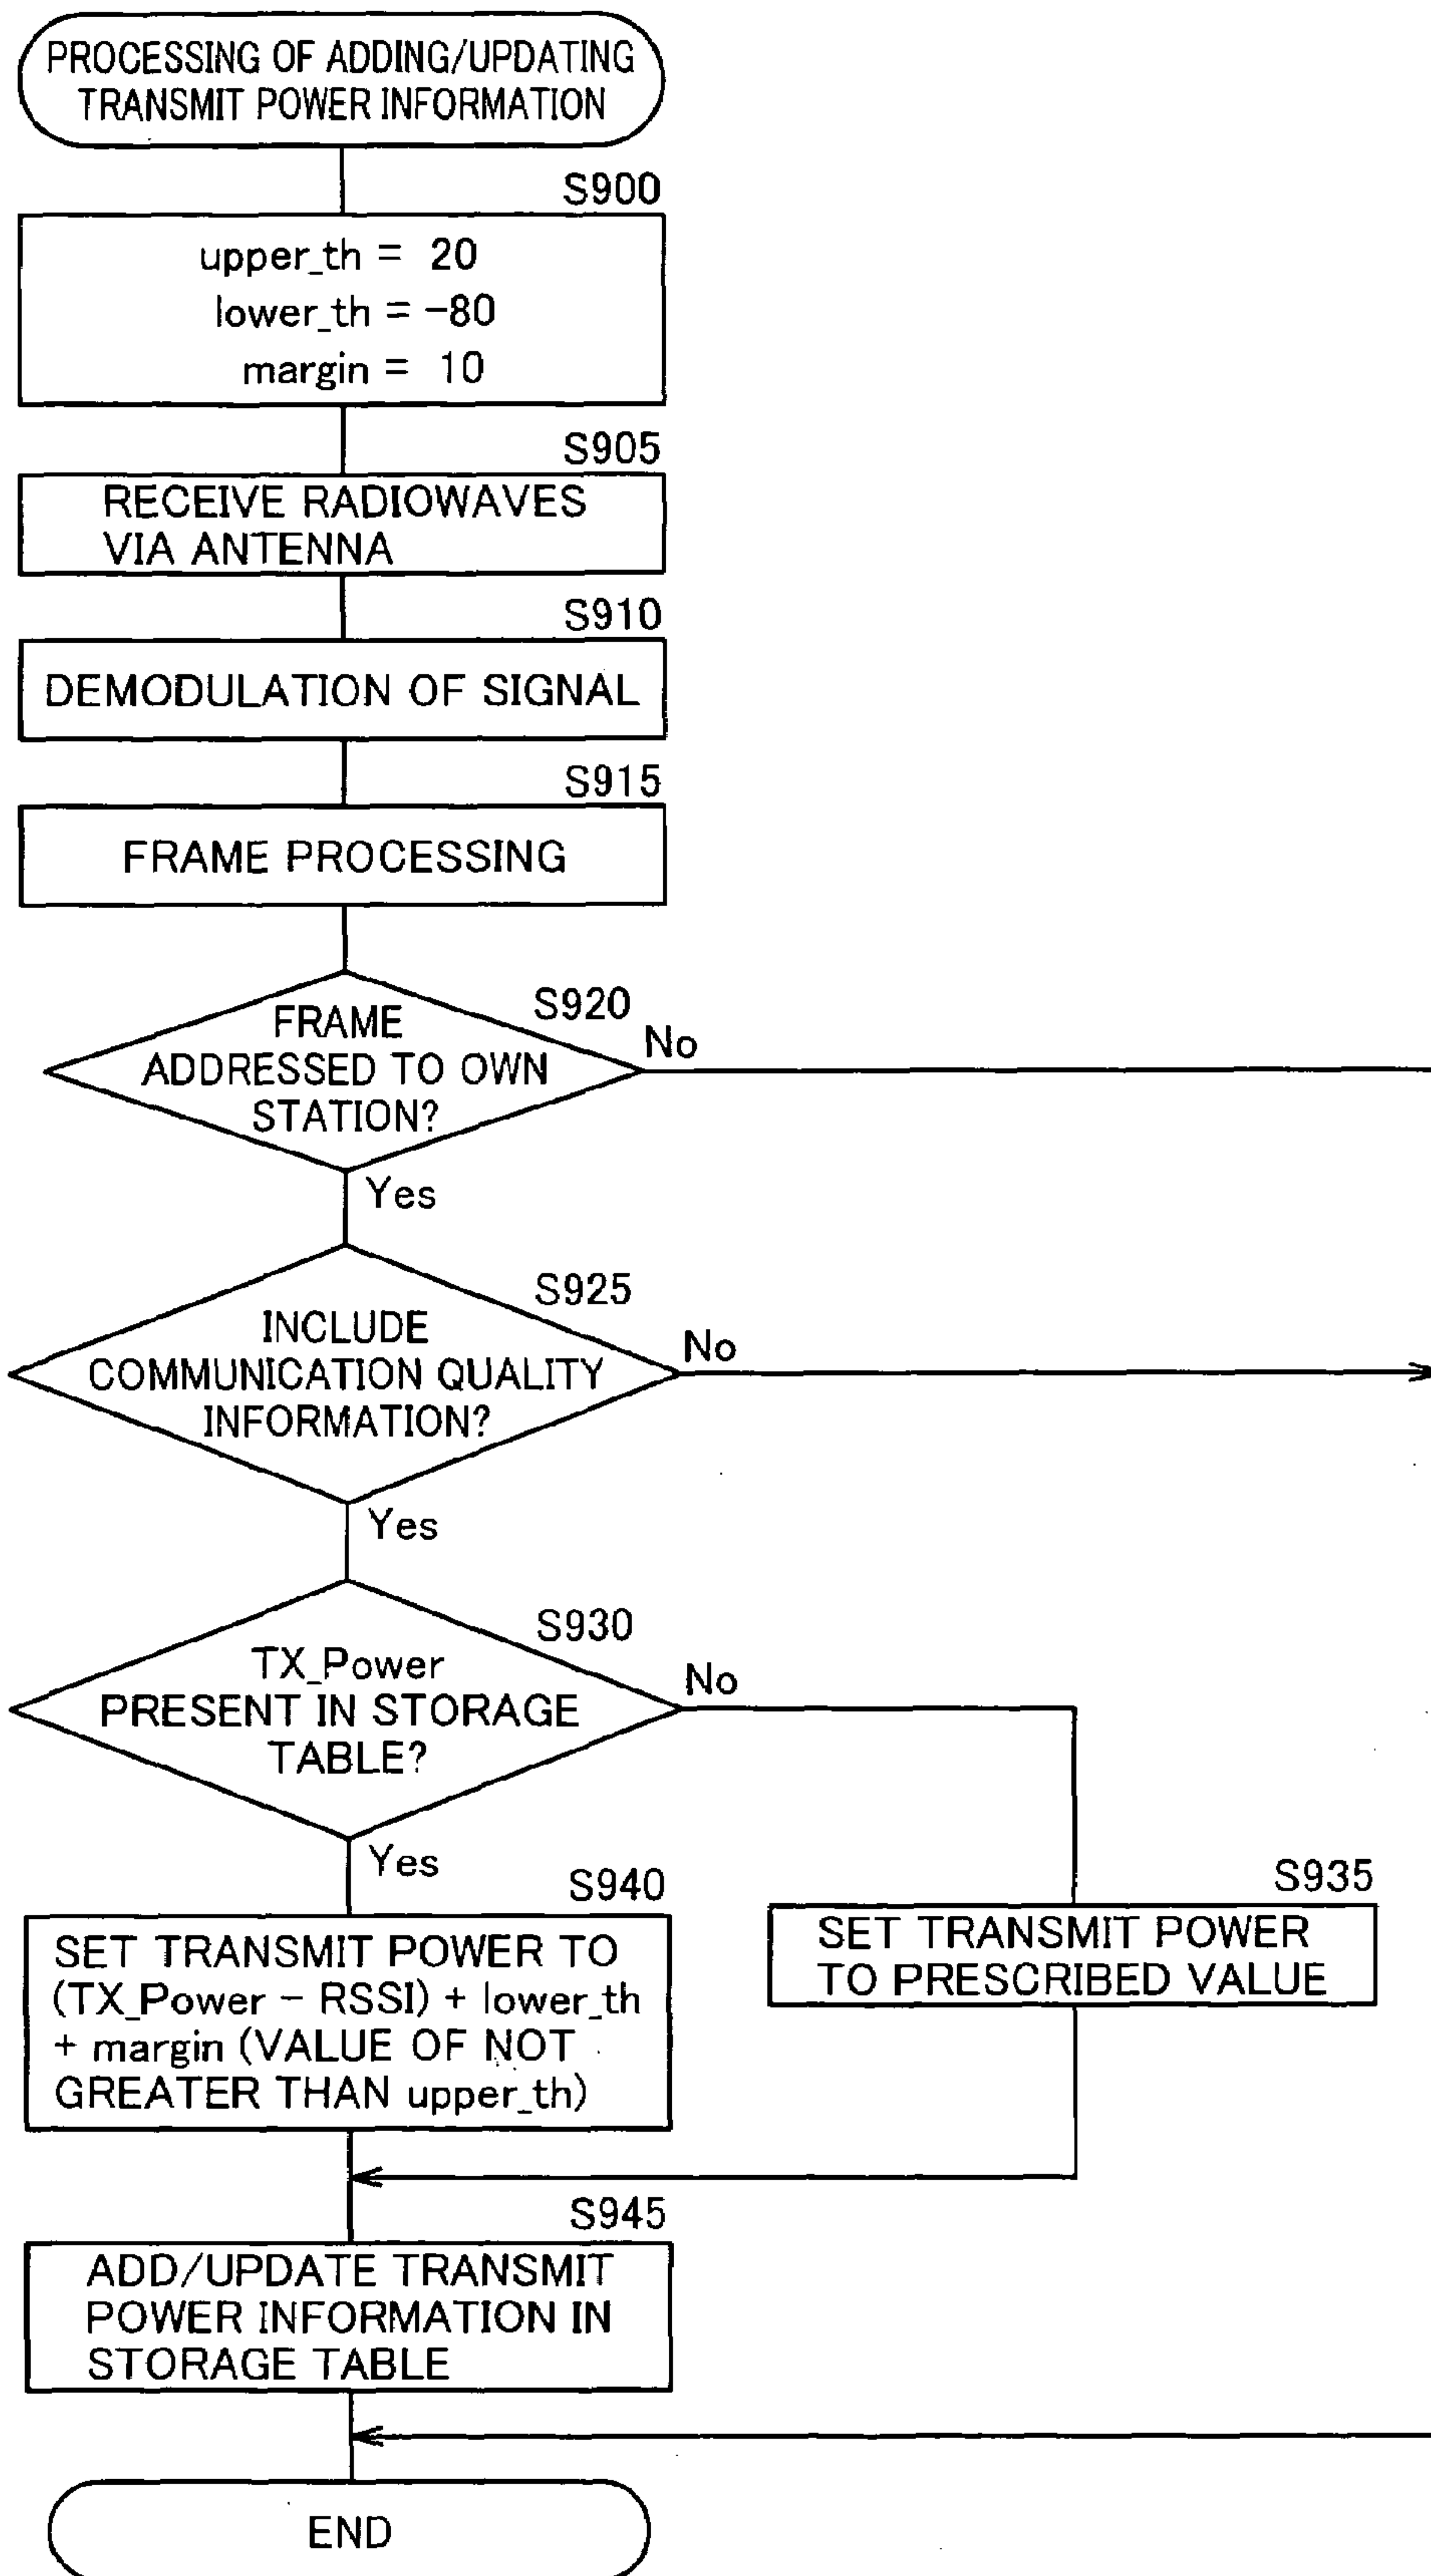 PROCESSING OF ADDING/UPDATING
TRANSMIT POWER INFORMATION
S900
upper_th = 20
lower_th = -80
margin = 10
S905
RECEIVE RADIOWAVES
VIA ANTENNA
S910
DEMODULATION OF SIGNAL
S915
FRAME PROCESSING
S920
FRAME
ADDRESSED TO OWN
STATION?
No
Yes
S925
INCLUDE
COMMUNICATION QUALITY
INFORMATION?
No
Yes
S930
TX_Power
PRESENT IN STORAGE
TABLE?
No
Yes
S940
SET TRANSMIT POWER TO
(TX_Power - RSSI) + lower_th
+ margin (VALUE OF NOT
GREATER THAN upper_th)
S935
SET TRANSMIT POWER
TO PRESCRIBED VALUE
S945
ADD/UPDATE TRANSMIT
POWER INFORMATION IN
STORAGE TABLE
END